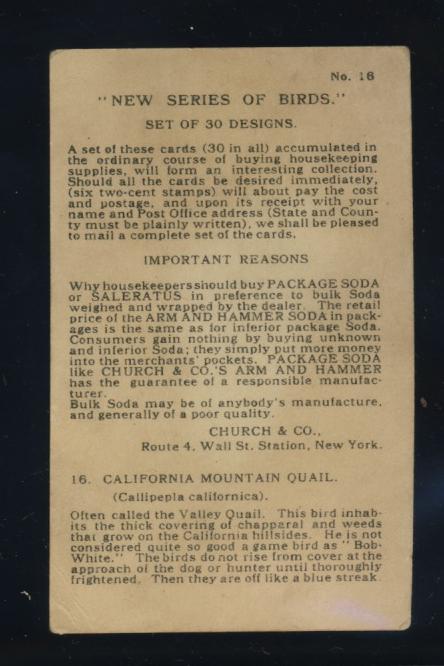 No. 16
"NEW SERIES OF BIRDS."
SET OF 30 DESIGNS.
A set of these cards (30 in all) accumulated in
the ordinary course of buying housekeeping
supplies, will form an interesting collection.
Should all the cards be desired immediately,
(six two-cent stamps) will about pay the cost
and postage, and upon its receipt with your
name and Post Office address (State and Coun-
ty must be plainly written), we shall be pleased
to mail a complete set of the cards.
IMPORTANT REASONS
Why housekeepers should buy PACKAGE SODA
or SALERATUS in preference to bulk Soda
weighed and wrapped by the dealer. The retail
price of the ARM AND HAMMER SODA in pack-
ages is the same as for inferior package Soda.
Consumers gain nothing by buying unknown
and inferior Soda; they simply put more money
into the merchants' pockets. PACKAGE SODA
like CHURCH & CO.'S ARM AND HAMMER
has the guarantee of a responsible manufac-
turer.
Bulk Soda may be of anybody's manufacture,
and generally of a poor quality.
CHURCH & CO.,
Route 4, Wall St. Station, New York.
16. CALIFORNIA MOUNTAIN QUAIL.
(Callipepla californica).
Often called the Valley Quail. This bird inhab-
its the thick covering of chapparal and weeds
that grow on the California hillsides. He is not
considered quite so good a game bird as "Bob-
White." The birds do not rise from cover at the
approach of the dog or hunter until thoroughly
frightened. Then they are off like a blue streak.